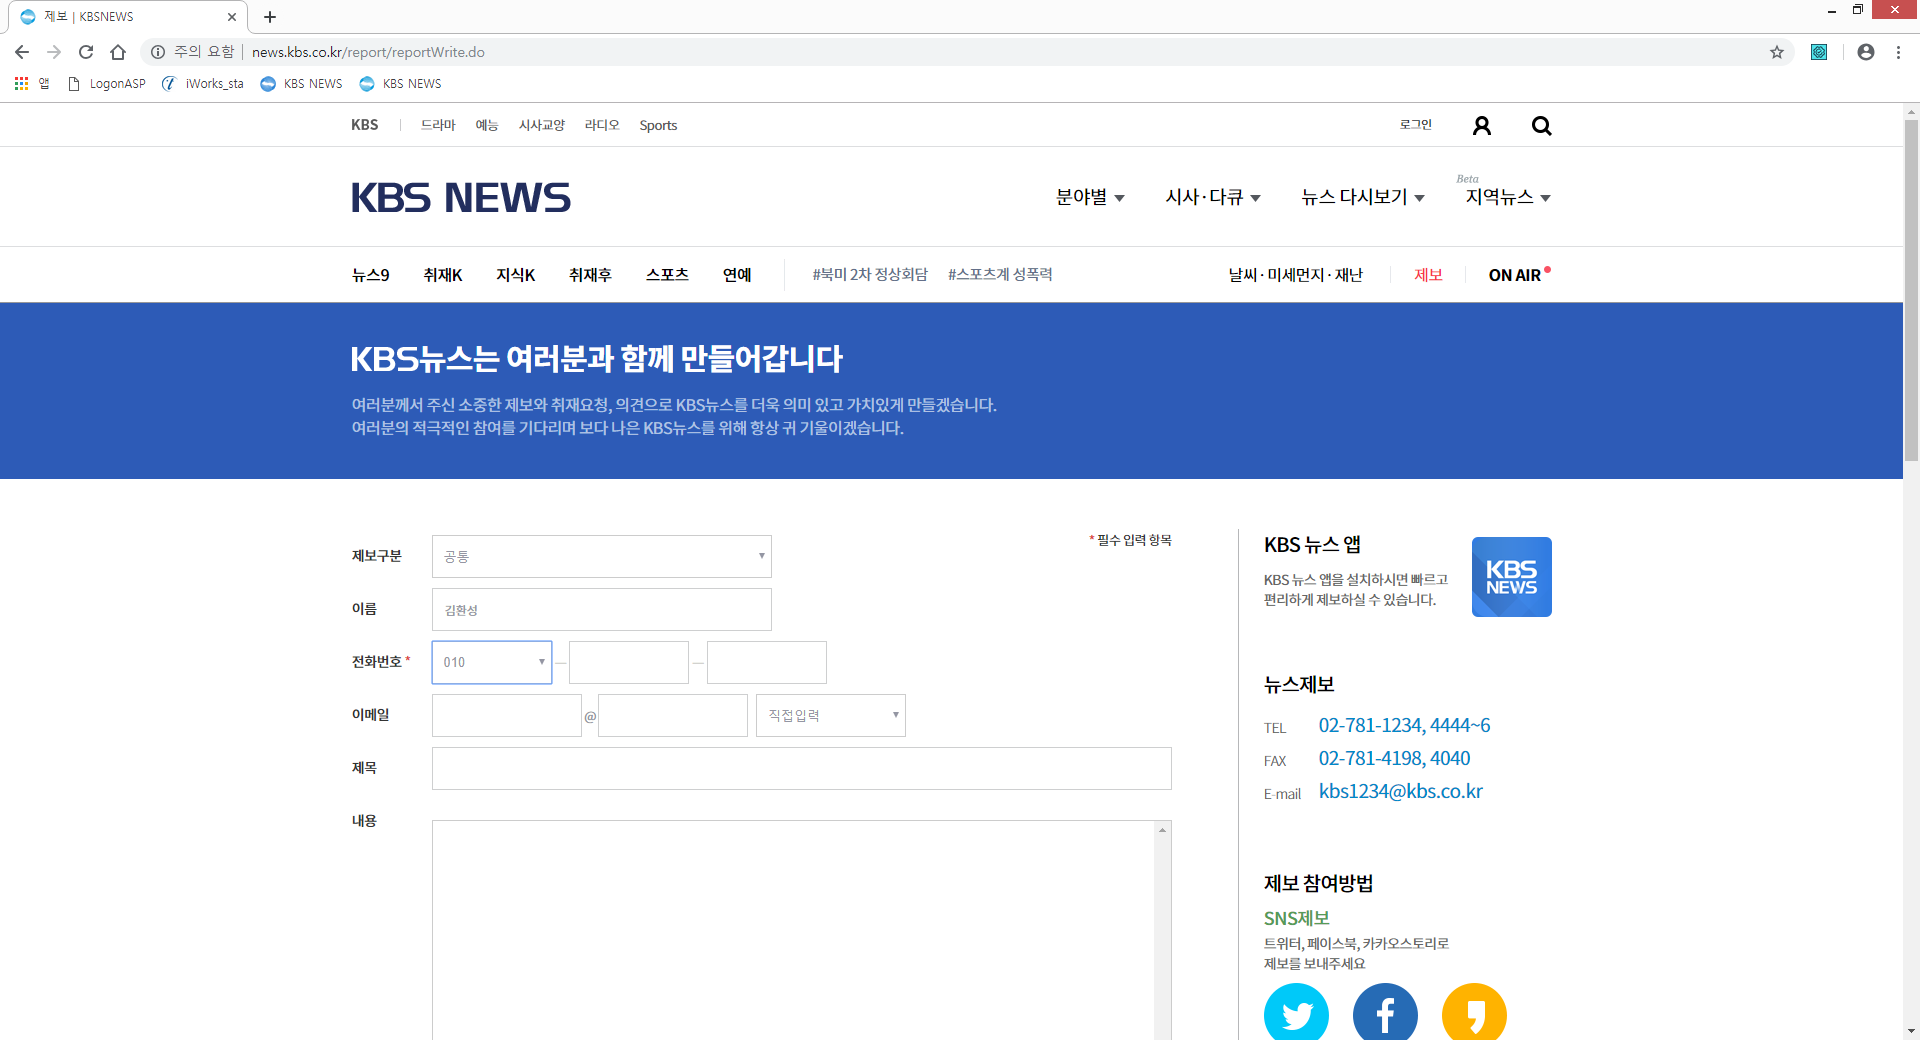 제보 | KBSNEWS
주의 요함 | news.kbs.co.kr/report/reportWrite.do
앱 LogonASP iWorks_sta KBS NEWS KBS NEWS
KBS 드라마 예능 시사교양 라디오 Sports 로그인
KBS NEWS
분야별 시사·다큐 뉴스 다시보기 Beta 지역뉴스
뉴스9 취재K 지식K 취재후 스포츠 연예 #북미 2차 정상회담 #스포츠계 성폭력 날씨·미세먼지·재난 제보 ON AIR
KBS뉴스는 여러분과 함께 만들어갑니다
여러분께서 주신 소중한 제보와 취재요청, 의견으로 KBS뉴스를 더욱 의미 있고 가치있게 만들겠습니다.
여러분의 적극적인 참여를 기다리며 보다 나은 KBS뉴스를 위해 항상 귀 기울이겠습니다.
* 필수 입력 항목
제보구분 공통
이름 김환성
전화번호 * 010 — —
이메일 @ 직접입력
제목
내용
KBS 뉴스 앱
KBS 뉴스 앱을 설치하시면 빠르고
편리하게 제보하실 수 있습니다.
KBS
NEWS
뉴스제보
TEL 02-781-1234, 4444~6
FAX 02-781-4198, 4040
E-mail kbs1234@kbs.co.kr
제보 참여방법
SNS제보
트위터, 페이스북, 카카오스토리로
제보를 보내주세요